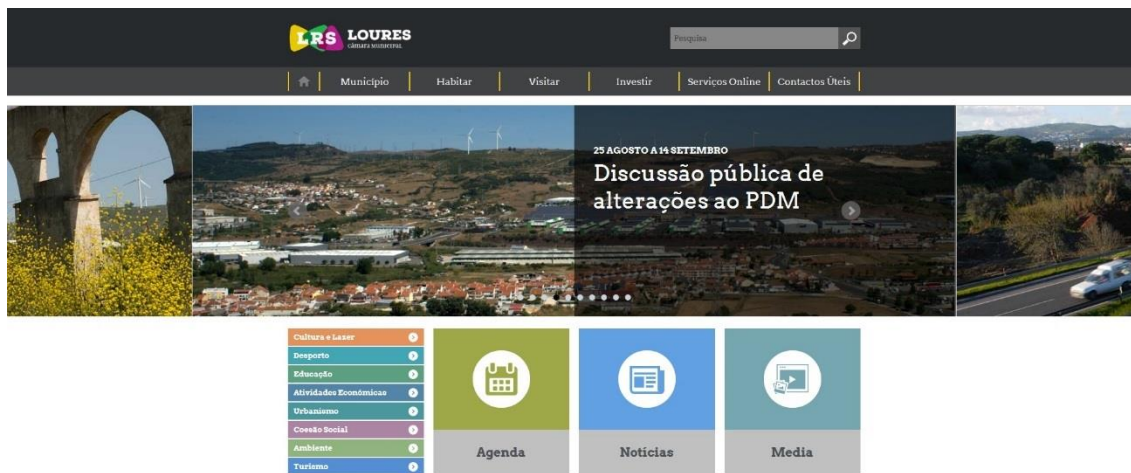 LRS LOURES
CÂMARA MUNICIPAL
Pesquisa
Município Habitar Visitar Investir Serviços Online Contactos Úteis
25 AGOSTO A 14 SETEMBRO
Discussão pública de
alterações ao PDM
Cultura e Lazer
Desporto
Educação
Atividades Económicas
Urbanismo
Coesão Social
Ambiente
Turismo
Agenda
Notícias
Media